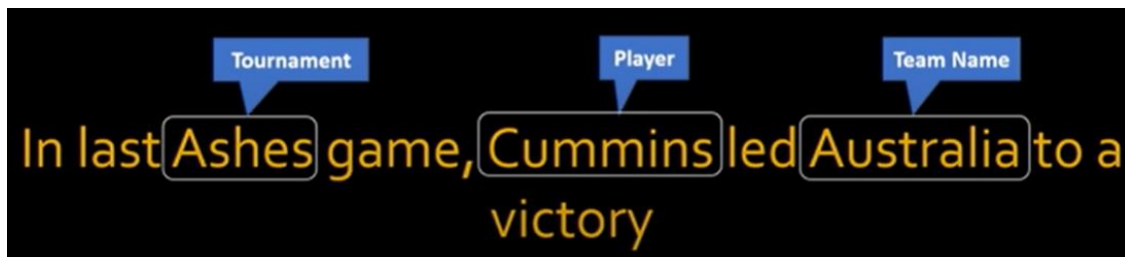 Tournament Player Team Name
In last Ashes game, Cummins led Australia to a
victory